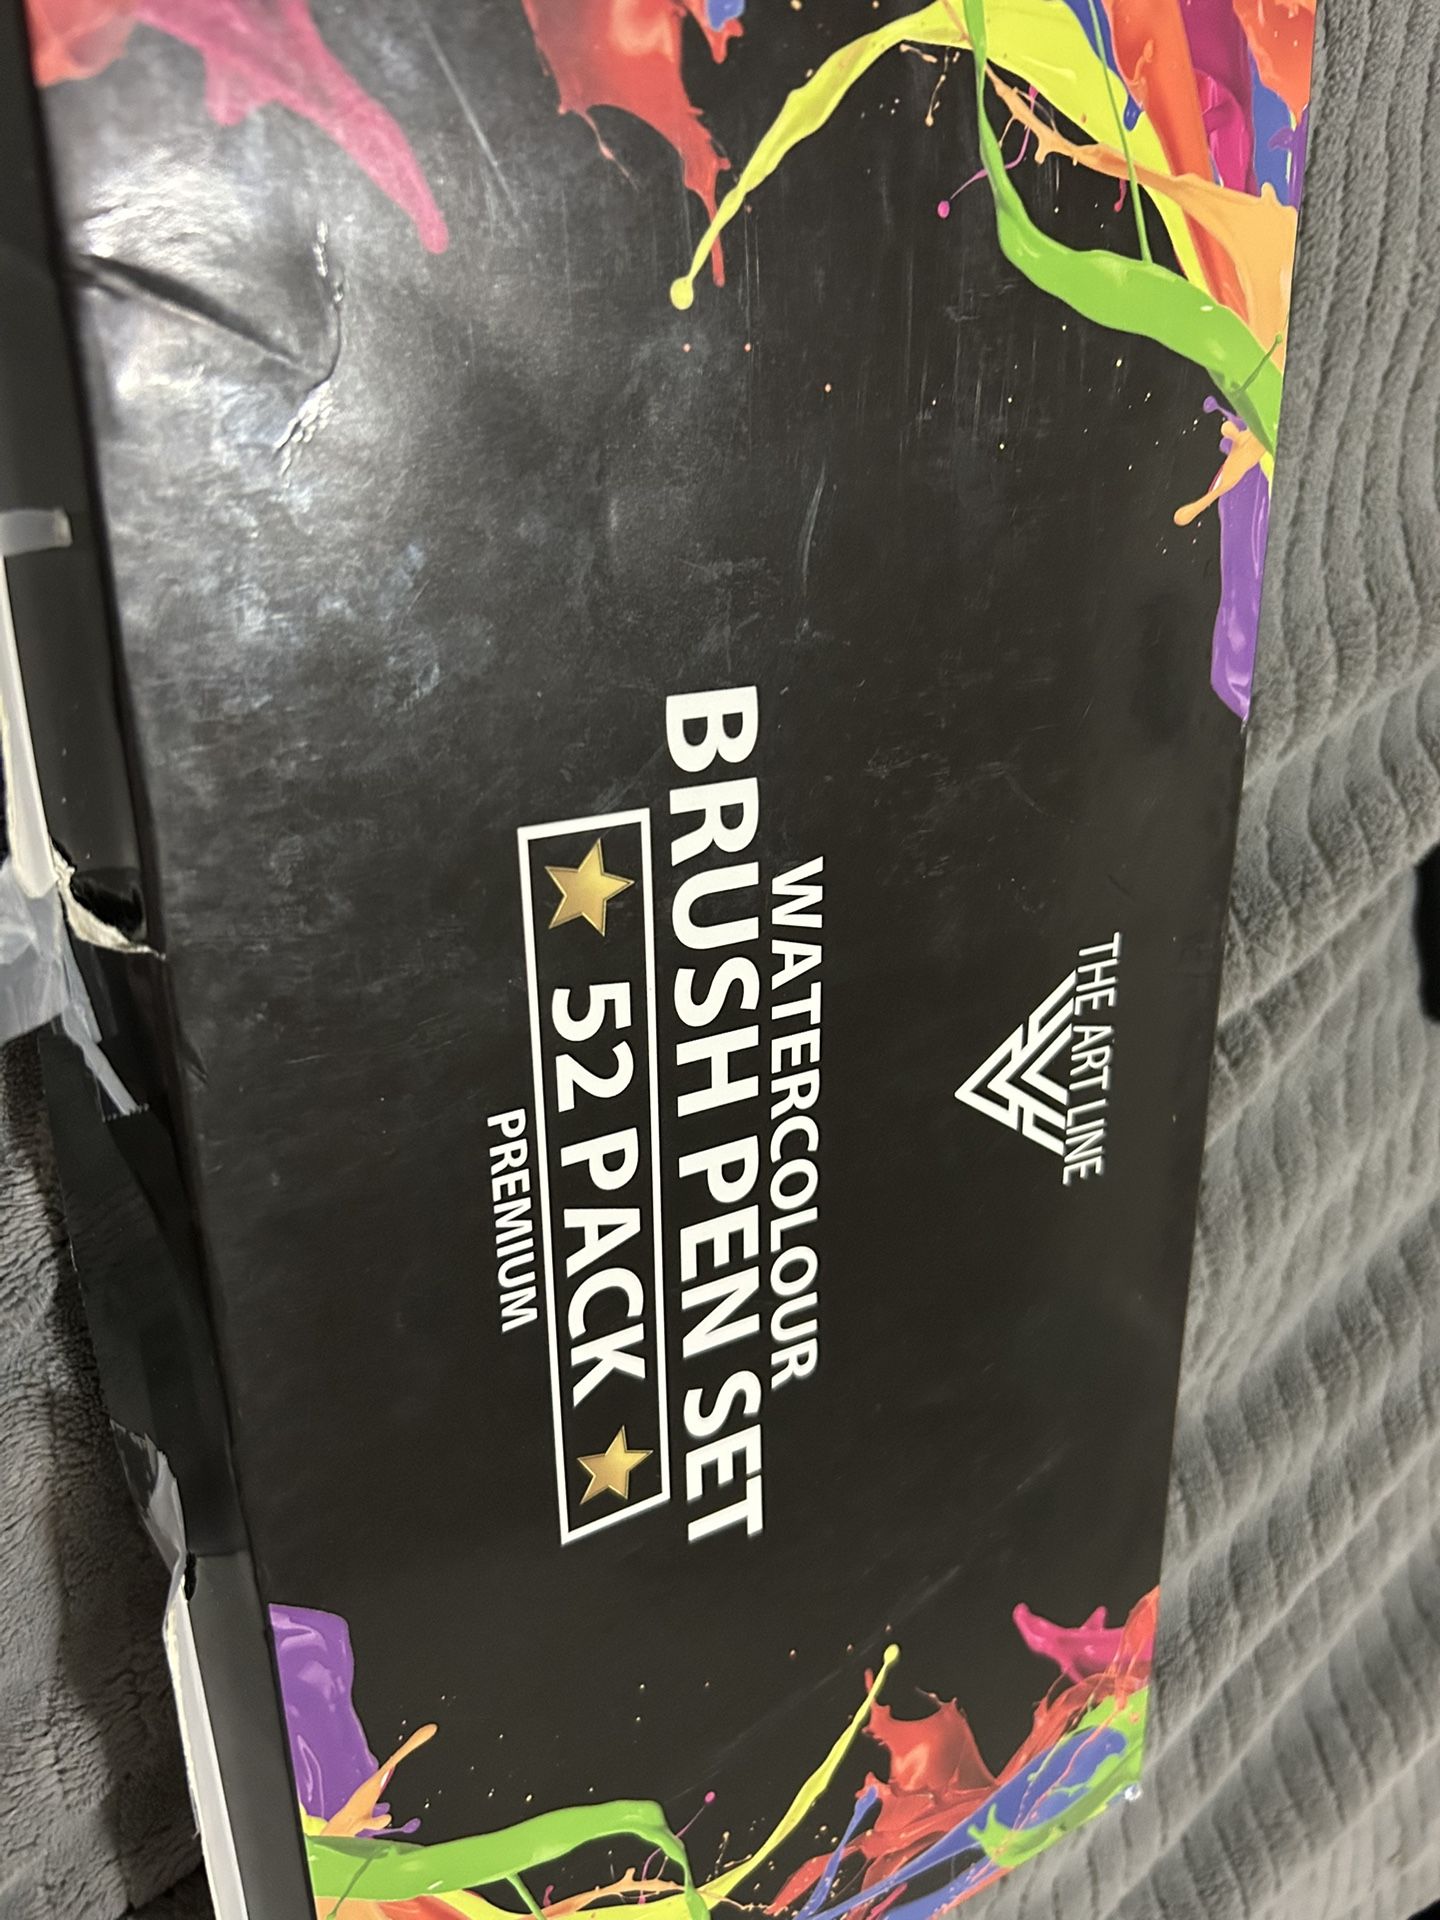 THE ART LINE
WATERCOLOUR
BRUSH PEN SET
52 PACK
PREMIUM